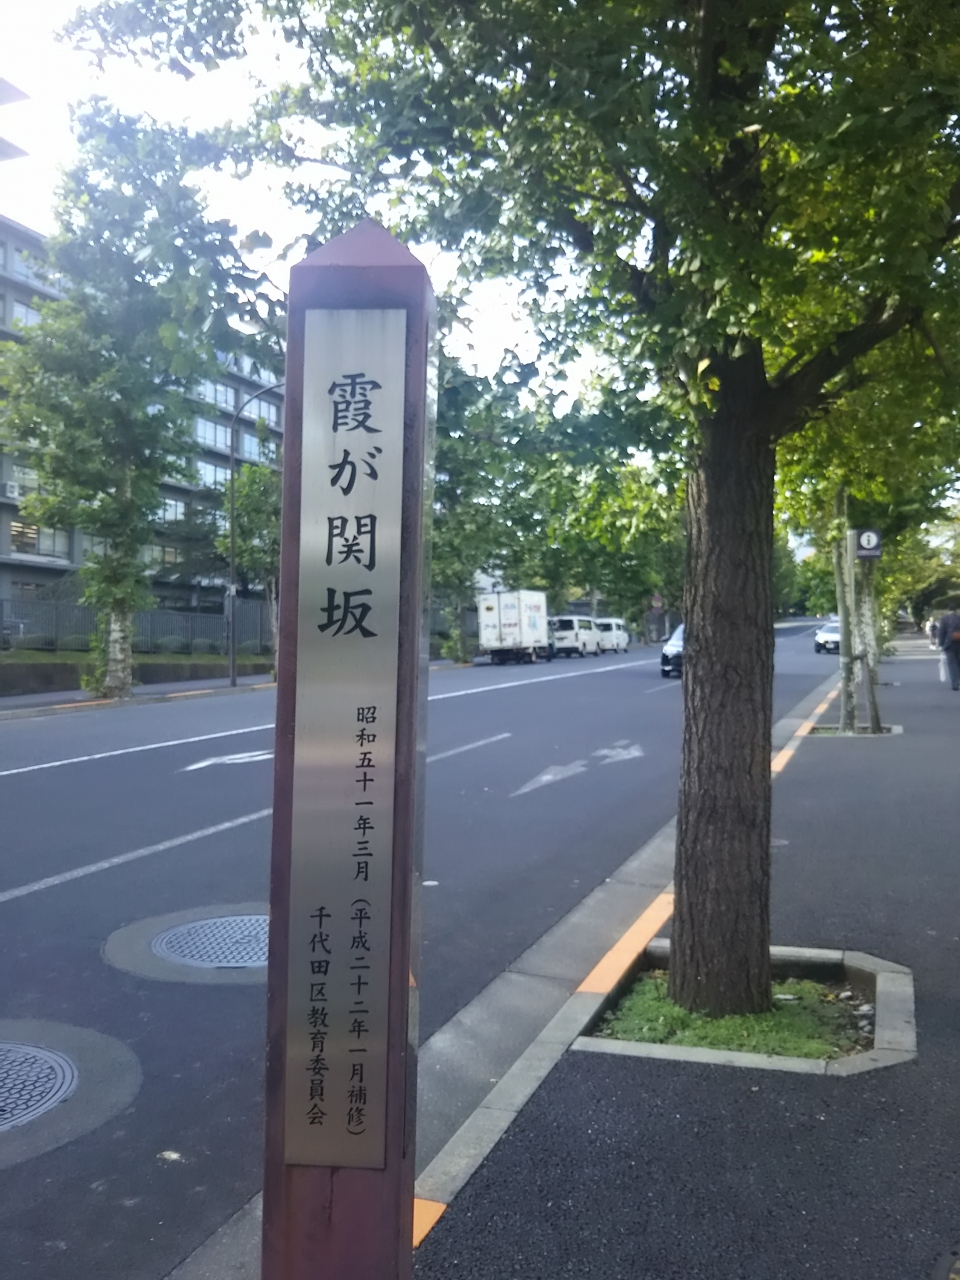 霞が関坂
昭和五十一年三月（平成二十二年一月補修）
千代田区教育委員会
i